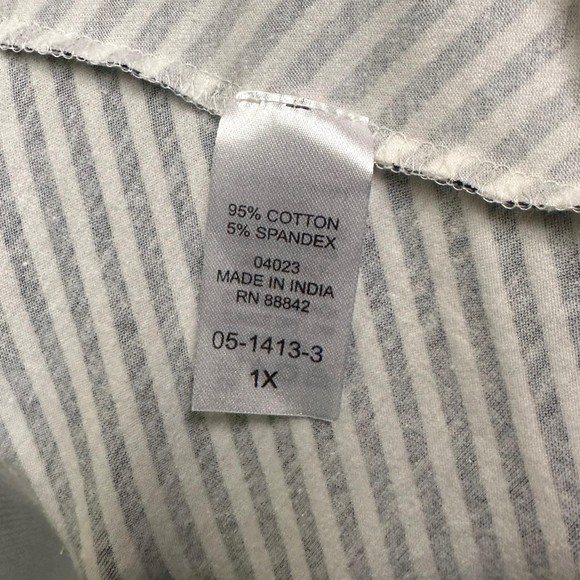 95% COTTON
5% SPANDEX
04023
MADE IN INDIA
RN 88842
05-1413-3
1X